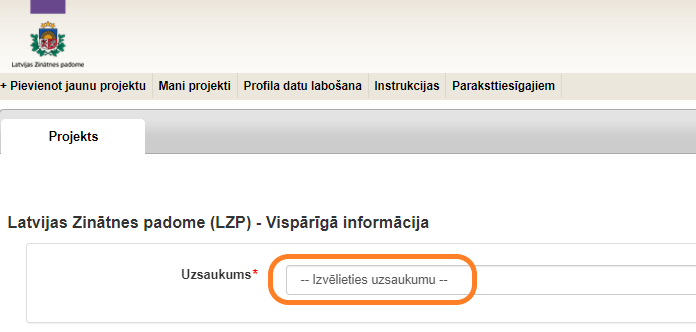 Latvijas Zinātnes padome
+ Pievienot jaunu projektu Mani projekti Profila datu labošana Instrukcijas Paraksttiesīgajiem
Projekts
Latvijas Zinātnes padome (LZP) - Vispārīgā informācija
Uzsaukums* -- Izvēlieties uzsaukumu --